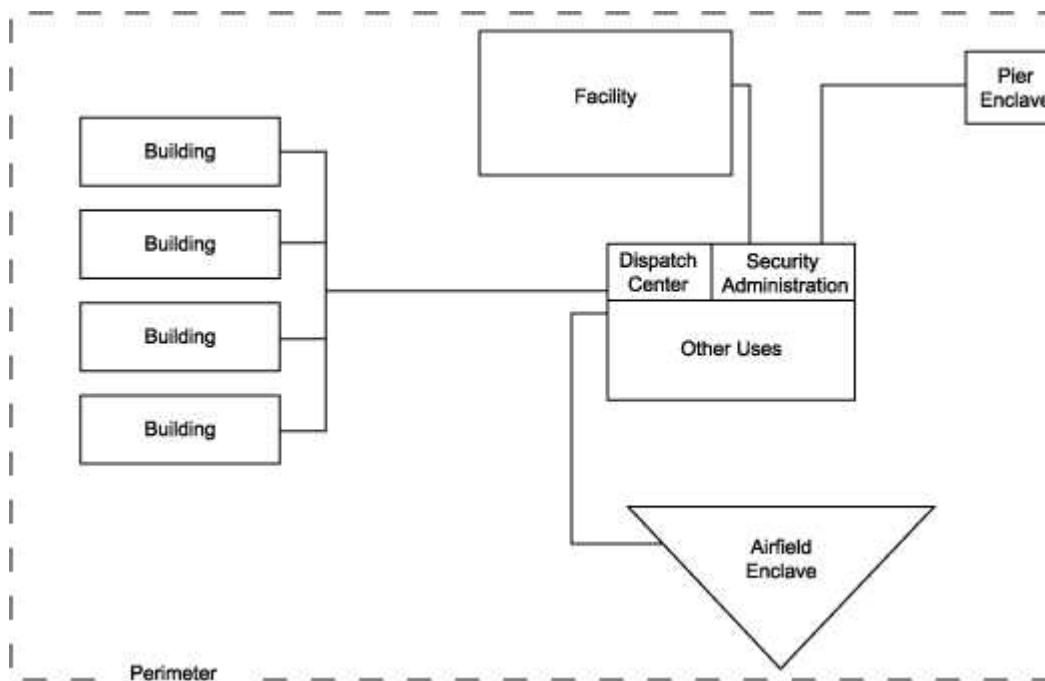 Facility
Pier
Enclave
Building
Building
Building
Building
Dispatch
Center
Security
Administration
Other Uses
Airfield
Enclave
Perimeter